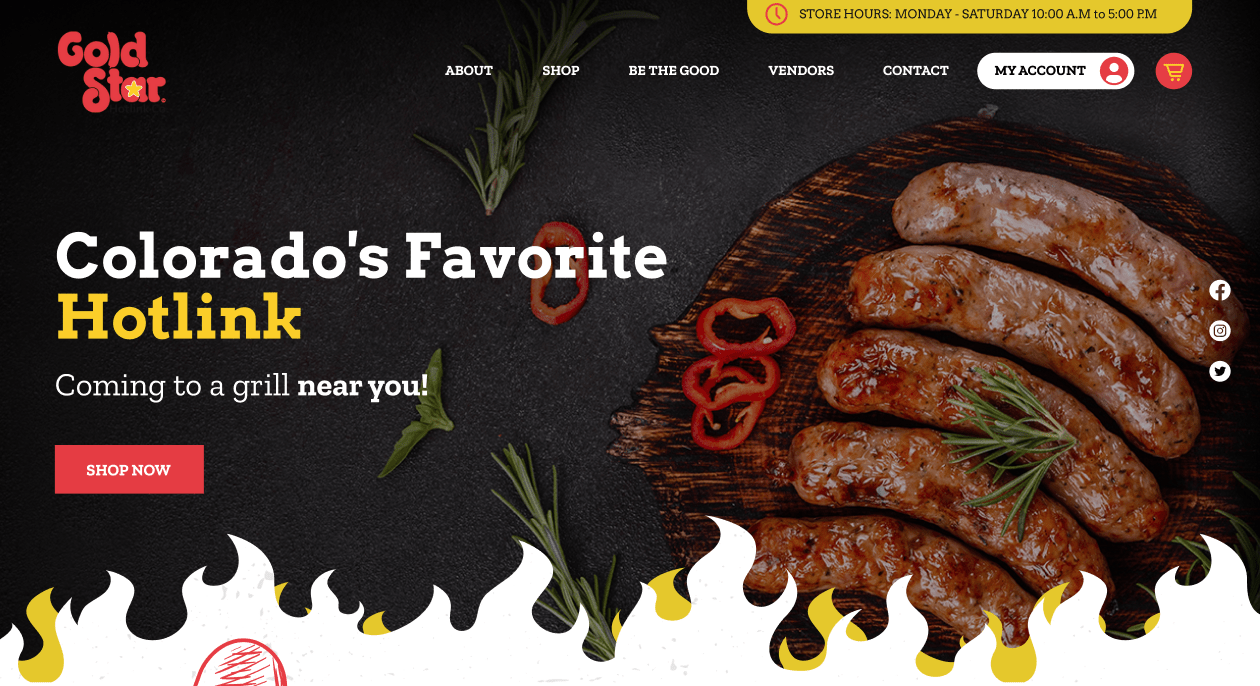 STORE HOURS: MONDAY - SATURDAY 10:00 A.M to 5:00 P.M
Gold
Star
ABOUT SHOP BE THE GOOD VENDORS CONTACT MY ACCOUNT
Colorado's Favorite
Hotlink
Coming to a grill near you!
SHOP NOW